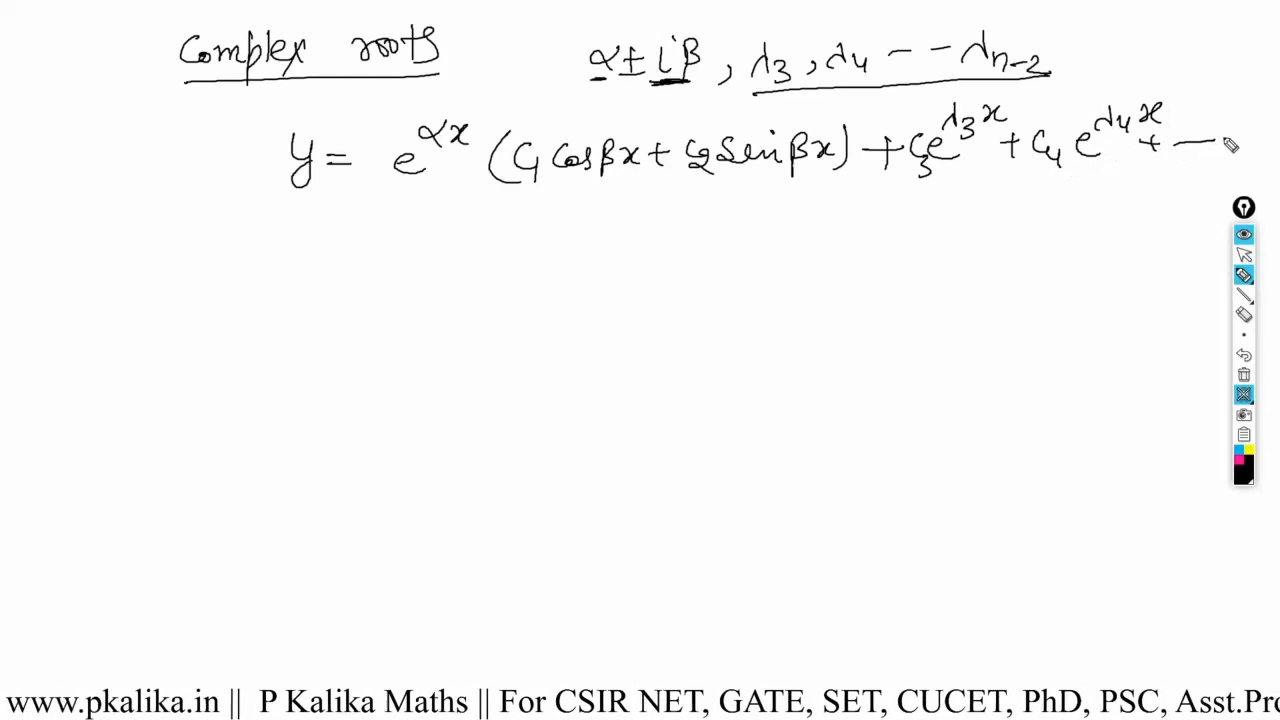 Complex roots α±iβ, λ3, λ4 -- λn-2
y = e^αx (C1 Cosβx + C2 Sinβx) + C3e^λ3x + C4 e^λ4x + —
www.pkalika.in || P Kalika Maths || For CSIR NET, GATE, SET, CUCET, PhD, PSC, Asst.Pro